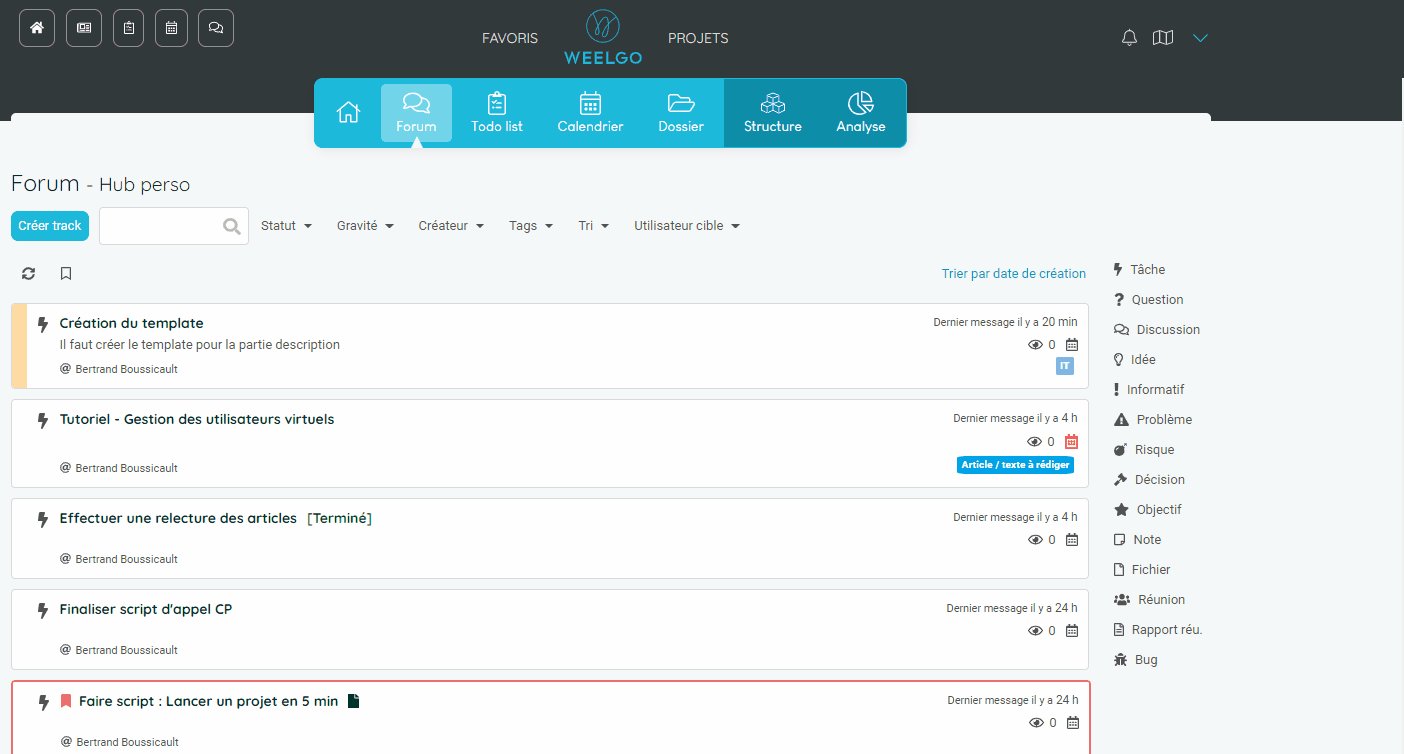 FAVORIS
WEELGO
PROJETS
Forum
Todo list
Calendrier
Dossier
Structure
Analyse
Forum - Hub perso
Créer track
Statut
Gravité
Créateur
Tags
Tri
Utilisateur cible
Trier par date de création
Création du template
Dernier message il y a 20 min
Il faut créer le template pour la partie description
0
@ Bertrand Boussicault
IT
Tutoriel - Gestion des utilisateurs virtuels
Dernier message il y a 4 h
0
Article / texte à rédiger
@ Bertrand Boussicault
Effectuer une relecture des articles [Terminé]
Dernier message il y a 4 h
0
@ Bertrand Boussicault
Finaliser script d'appel CP
Dernier message il y a 24 h
0
@ Bertrand Boussicault
Faire script : Lancer un projet en 5 min
Dernier message il y a 24 h
0
@ Bertrand Boussicault
Tâche
Question
Discussion
Idée
Informatif
Problème
Risque
Décision
Objectif
Note
Fichier
Réunion
Rapport réu.
Bug